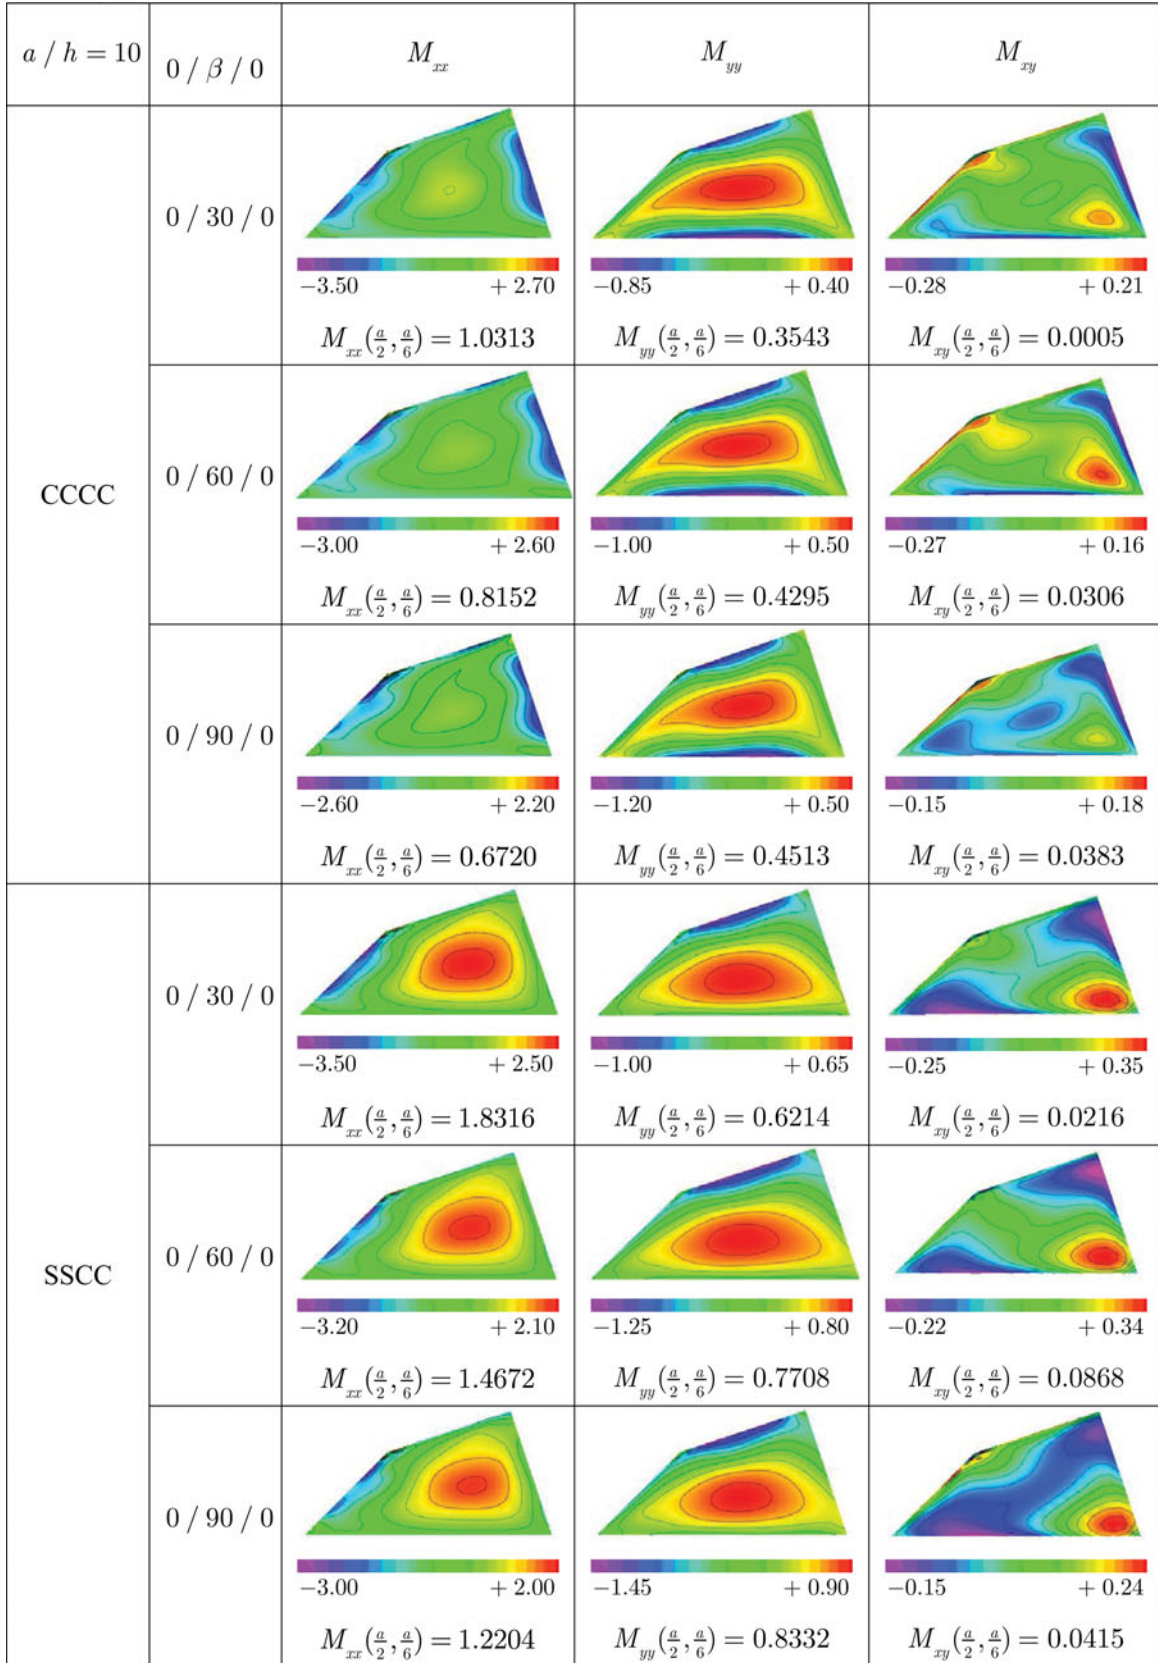 a / h = 10 0 / β / 0 M_xx M_yy M_xy
CCCC
0 / 30 / 0
−3.50 + 2.70 −0.85 + 0.40 −0.28 + 0.21
M_xx(a/2, a/6) = 1.0313 M_yy(a/2, a/6) = 0.3543 M_xy(a/2, a/6) = 0.0005
0 / 60 / 0
−3.00 + 2.60 −1.00 + 0.50 −0.27 + 0.16
M_xx(a/2, a/6) = 0.8152 M_yy(a/2, a/6) = 0.4295 M_xy(a/2, a/6) = 0.0306
0 / 90 / 0
−2.60 + 2.20 −1.20 + 0.50 −0.15 + 0.18
M_xx(a/2, a/6) = 0.6720 M_yy(a/2, a/6) = 0.4513 M_xy(a/2, a/6) = 0.0383
SSCC
0 / 30 / 0
−3.50 + 2.50 −1.00 + 0.65 −0.25 + 0.35
M_xx(a/2, a/6) = 1.8316 M_yy(a/2, a/6) = 0.6214 M_xy(a/2, a/6) = 0.0216
0 / 60 / 0
−3.20 + 2.10 −1.25 + 0.80 −0.22 + 0.34
M_xx(a/2, a/6) = 1.4672 M_yy(a/2, a/6) = 0.7708 M_xy(a/2, a/6) = 0.0868
0 / 90 / 0
−3.00 + 2.00 −1.45 + 0.90 −0.15 + 0.24
M_xx(a/2, a/6) = 1.2204 M_yy(a/2, a/6) = 0.8332 M_xy(a/2, a/6) = 0.0415